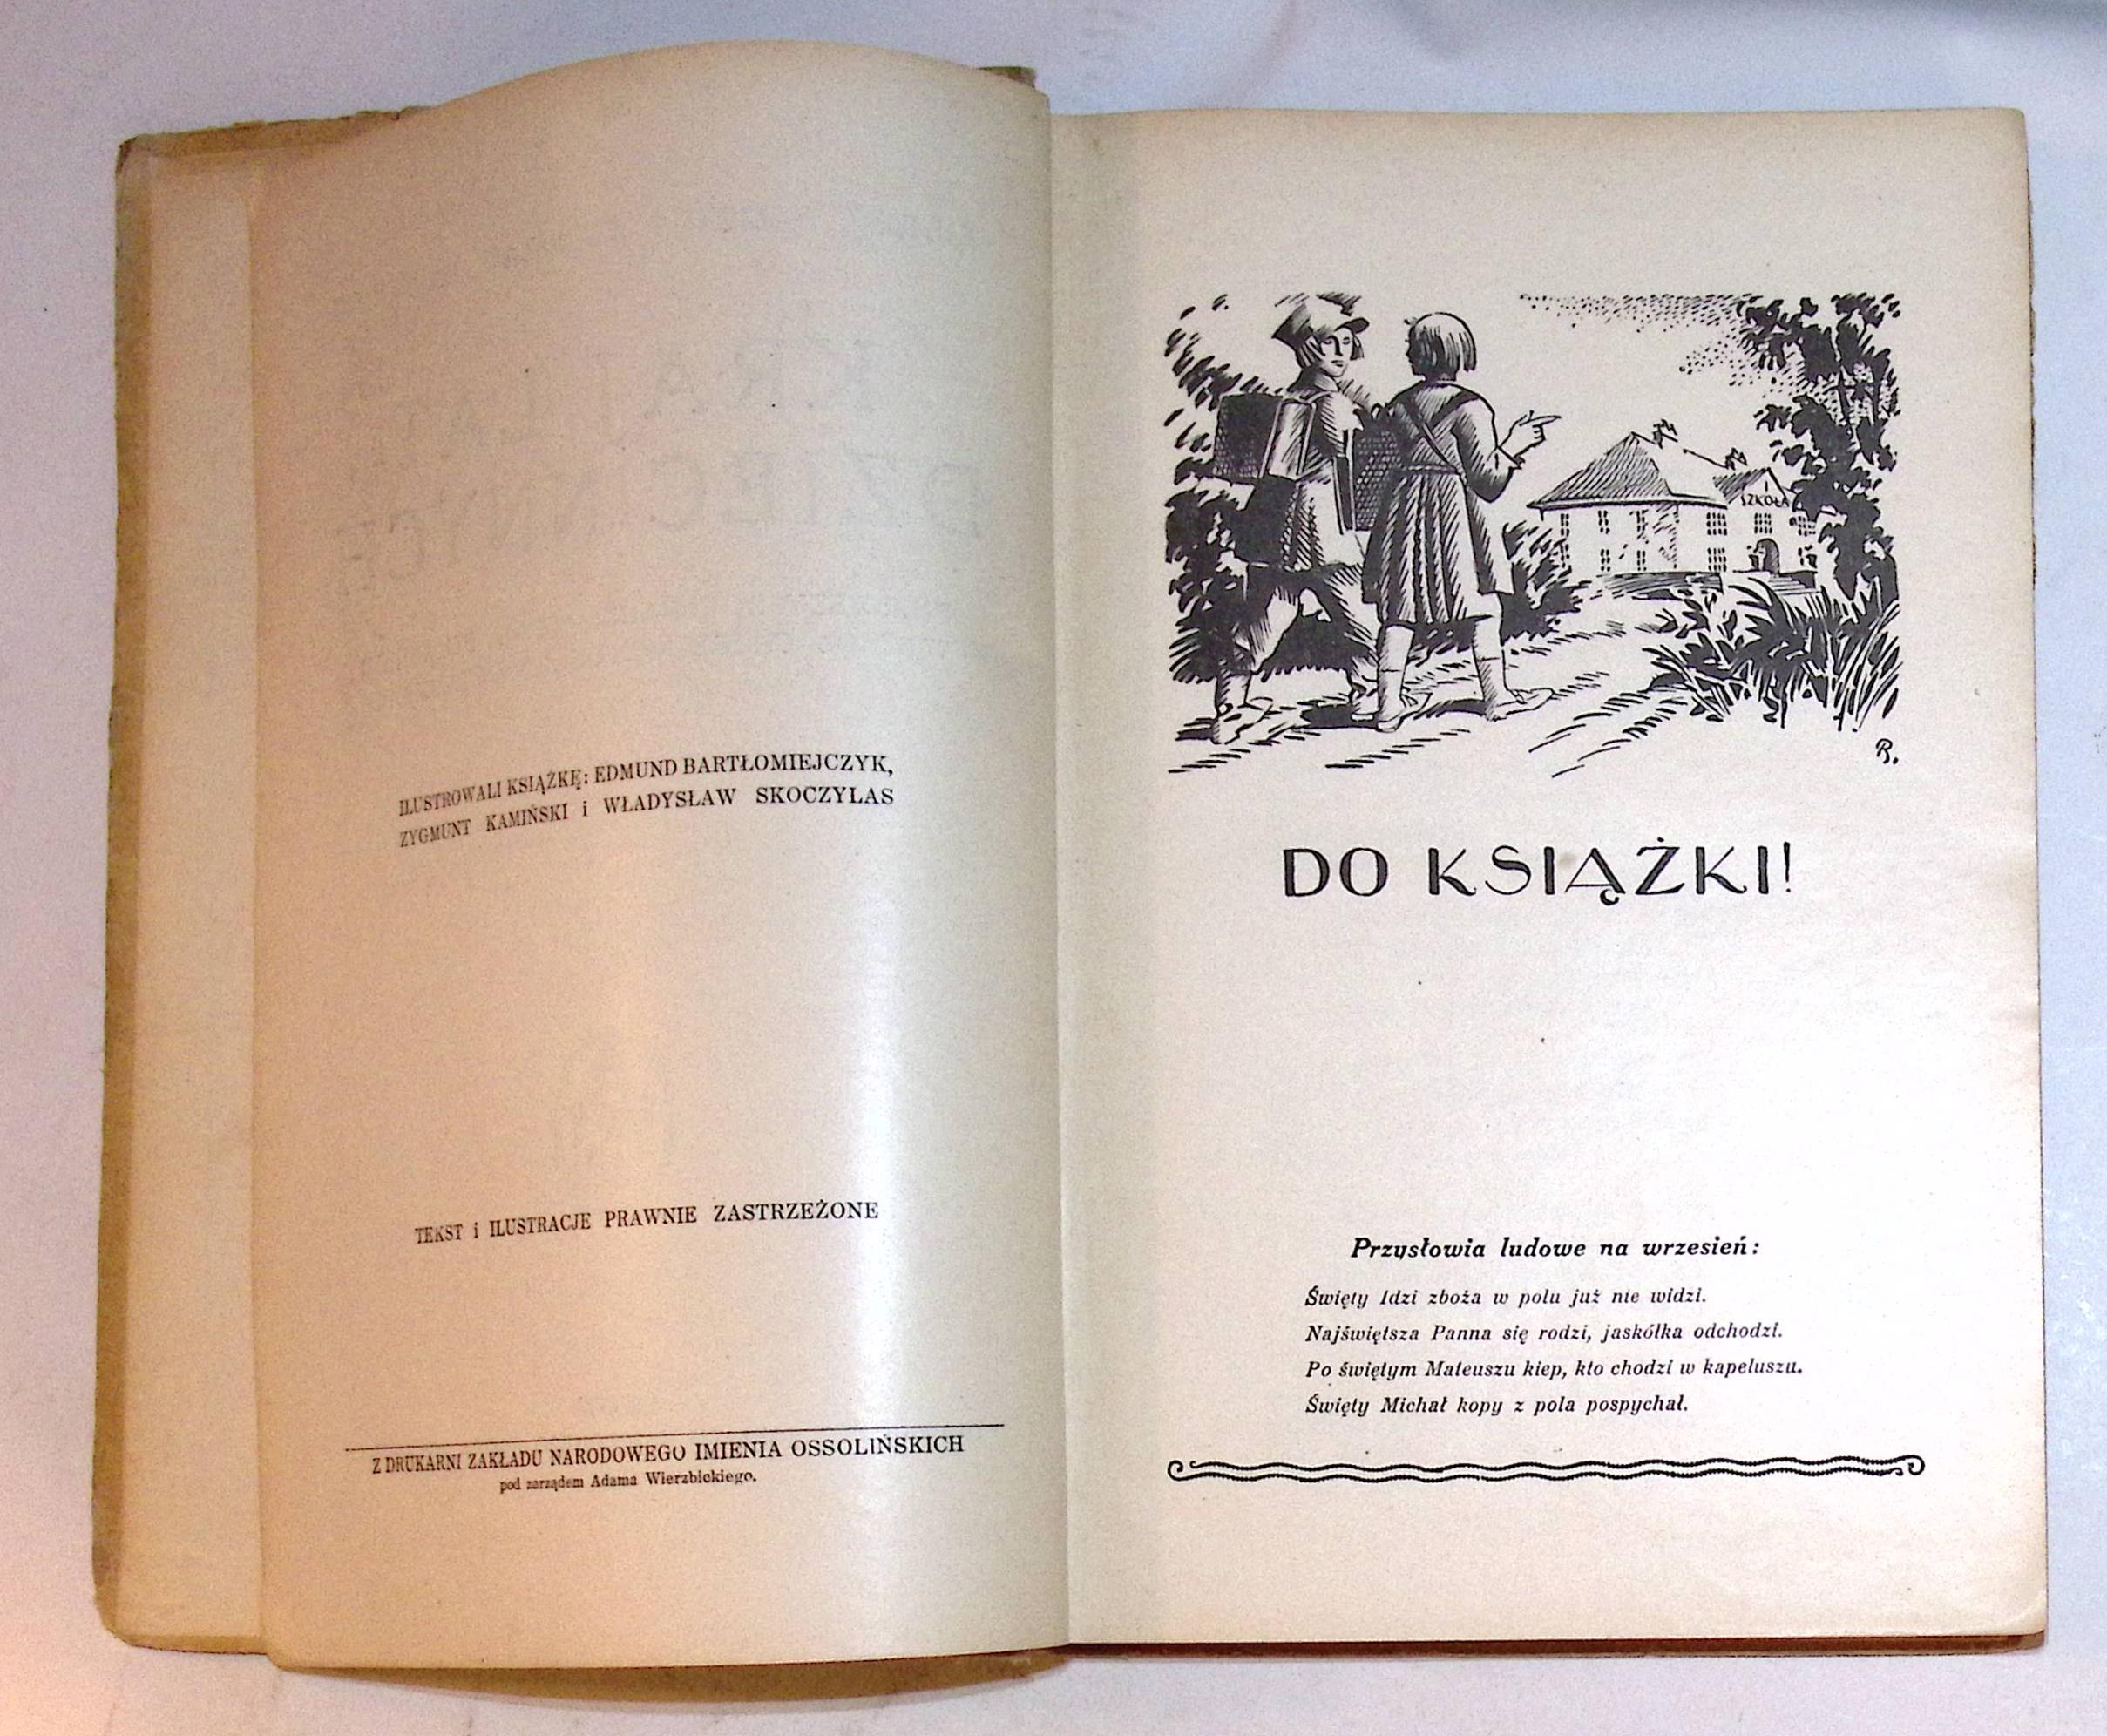 ILUSTROWALI KSIĄŻKĘ: EDMUND BARTŁOMIEJCZYK,
ZYGMUNT KAMIŃSKI i WŁADYSŁAW SKOCZYLAS
TEKST i ILUSTRACJE PRAWNIE ZASTRZEŻONE
Z DRUKARNI ZAKŁADU NARODOWEGO IMIENIA OSSOLIŃSKICH
pod zarządem Adama Wierzbickiego.
SZKOŁA
DO KSIĄŻKI!
Przysłowia ludowe na wrzesień:
Święty Idzi zboża w polu już nie widzi.
Najświętsza Panna się rodzi, jaskółka odchodzi.
Po świętym Mateuszu kiep, kto chodzi w kapeluszu.
Święty Michał kopy z pola pospychał.